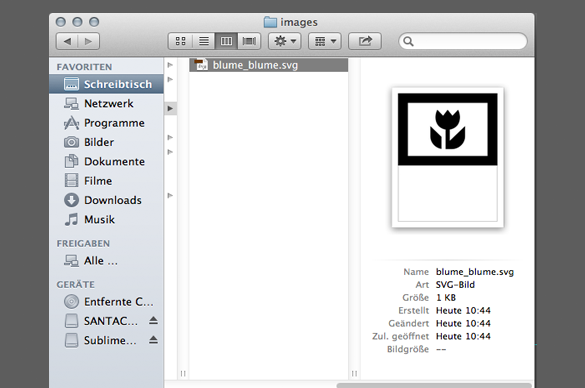 images
FAVORITEN
Schreibtisch
Netzwerk
Programme
Bilder
Dokumente
Filme
Downloads
Musik
FREIGABEN
Alle ...
GERÄTE
Entfernte C...
SANTAC...
Sublime...
blume_blume.svg
Name blume_blume.svg
Art SVG-Bild
Größe 1 KB
Erstellt Heute 10:44
Geändert Heute 10:44
Zul. geöffnet Heute 10:44
Bildgröße --